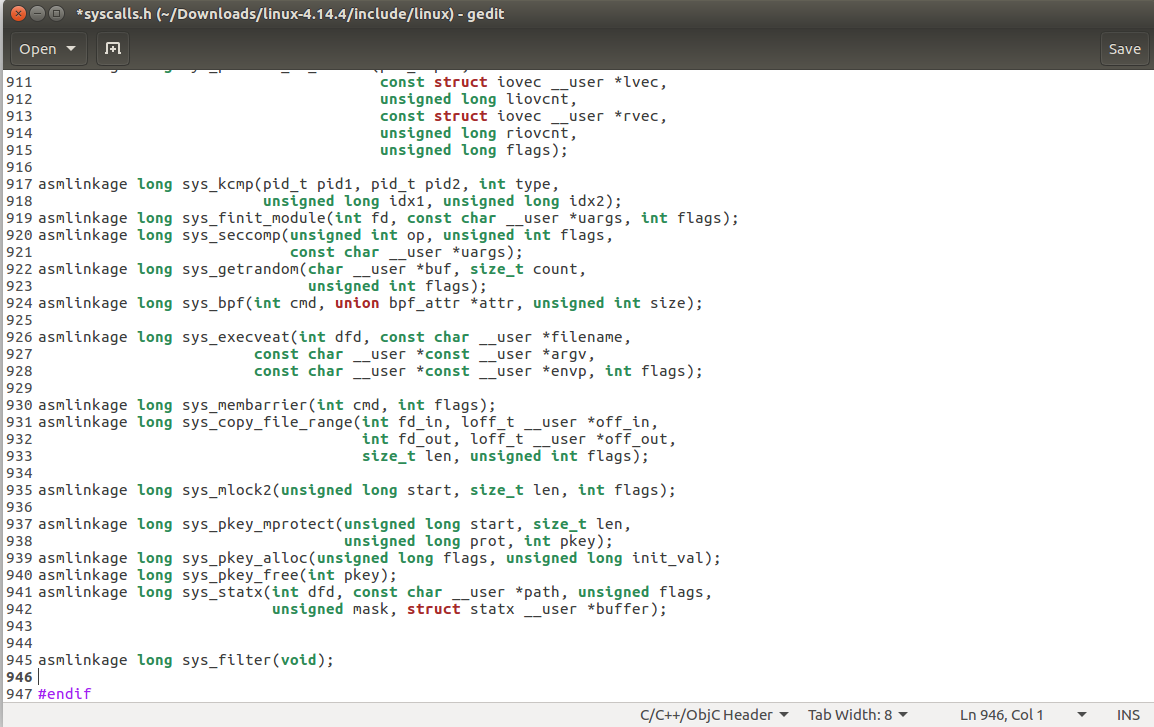 *syscalls.h (~/Downloads/linux-4.14.4/include/linux) - gedit
Open
Save
911 const struct iovec __user *lvec,
912 unsigned long liovcnt,
913 const struct iovec __user *rvec,
914 unsigned long riovcnt,
915 unsigned long flags);
916
917 asmlinkage long sys_kcmp(pid_t pid1, pid_t pid2, int type,
918 unsigned long idx1, unsigned long idx2);
919 asmlinkage long sys_finit_module(int fd, const char __user *uargs, int flags);
920 asmlinkage long sys_seccomp(unsigned int op, unsigned int flags,
921 const char __user *uargs);
922 asmlinkage long sys_getrandom(char __user *buf, size_t count,
923 unsigned int flags);
924 asmlinkage long sys_bpf(int cmd, union bpf_attr *attr, unsigned int size);
925
926 asmlinkage long sys_execveat(int dfd, const char __user *filename,
927 const char __user *const __user *argv,
928 const char __user *const __user *envp, int flags);
929
930 asmlinkage long sys_membarrier(int cmd, int flags);
931 asmlinkage long sys_copy_file_range(int fd_in, loff_t __user *off_in,
932 int fd_out, loff_t __user *off_out,
933 size_t len, unsigned int flags);
934
935 asmlinkage long sys_mlock2(unsigned long start, size_t len, int flags);
936
937 asmlinkage long sys_pkey_mprotect(unsigned long start, size_t len,
938 unsigned long prot, int pkey);
939 asmlinkage long sys_pkey_alloc(unsigned long flags, unsigned long init_val);
940 asmlinkage long sys_pkey_free(int pkey);
941 asmlinkage long sys_statx(int dfd, const char __user *path, unsigned flags,
942 unsigned mask, struct statx __user *buffer);
943
944
945 asmlinkage long sys_filter(void);
946
947 #endif
C/C++/ObjC Header Tab Width: 8 Ln 946, Col 1 INS